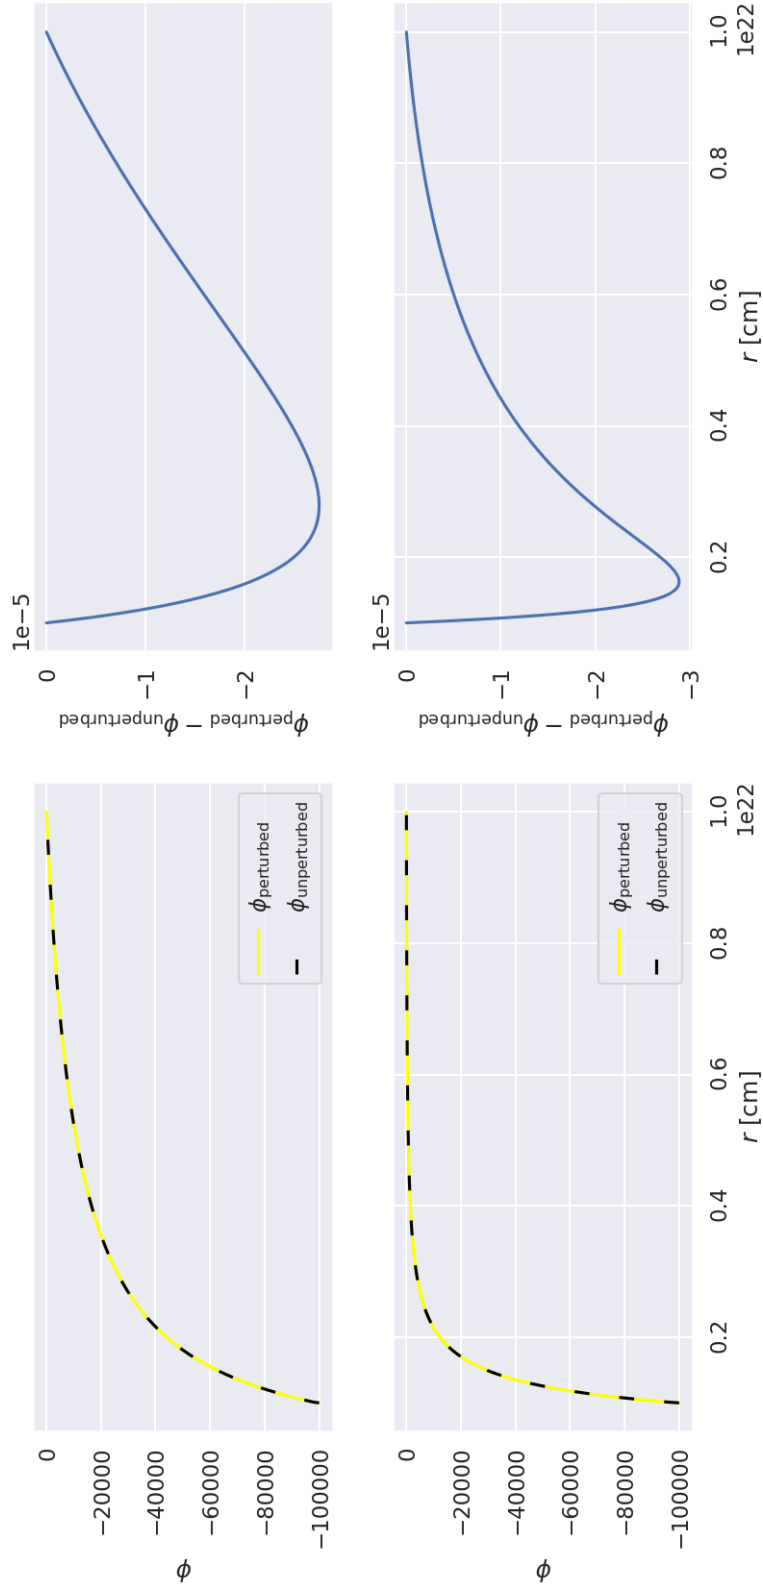 0
−20000
−40000
−60000
−80000
−100000
ϕ
ϕperturbed
ϕunperturbed
1e−5
0
−1
−2
ϕperturbed − ϕunperturbed
0
−20000
−40000
−60000
−80000
−100000
ϕ
0.2
0.4
0.6
0.8
1.0
1e22
r [cm]
ϕperturbed
ϕunperturbed
1e−5
0
−1
−2
−3
ϕperturbed − ϕunperturbed
0.2
0.4
0.6
0.8
1.0
1e22
r [cm]